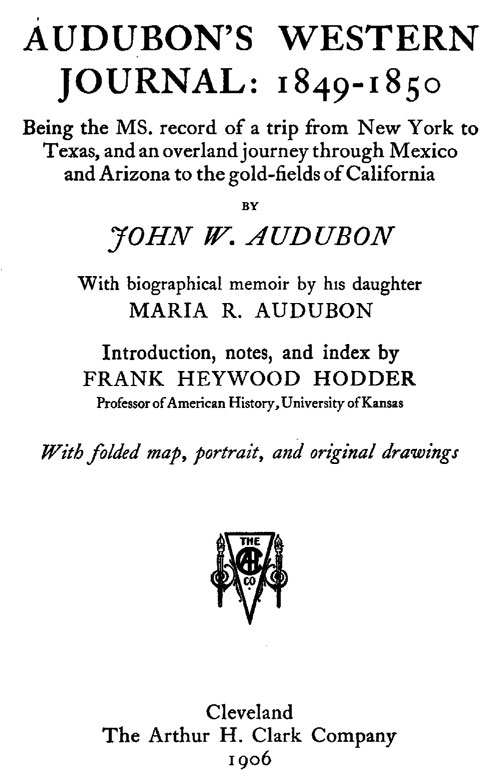 AUDUBON'S WESTERN
JOURNAL: 1849-1850
Being the MS. record of a trip from New York to
Texas, and an overland journey through Mexico
and Arizona to the gold-fields of California
BY
JOHN W. AUDUBON
With biographical memoir by his daughter
MARIA R. AUDUBON
Introduction, notes, and index by
FRANK HEYWOOD HODDER
Professor of American History, University of Kansas
With folded map, portrait, and original drawings
THE
AHC
CO
Cleveland
The Arthur H. Clark Company
1906